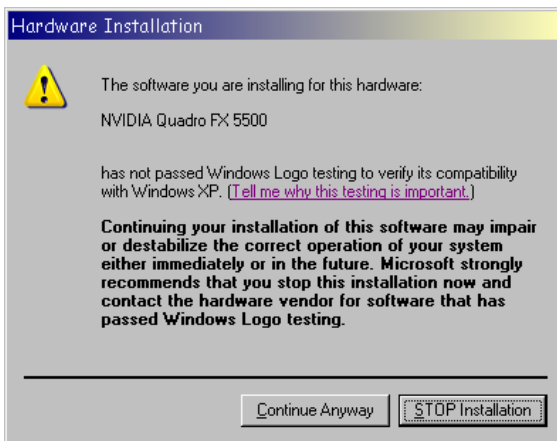 Hardware Installation
The software you are installing for this hardware:
NVIDIA Quadro FX 5500
has not passed Windows Logo testing to verify its compatibility
with Windows XP. (Tell me why this testing is important.)
Continuing your installation of this software may impair
or destabilize the correct operation of your system
either immediately or in the future. Microsoft strongly
recommends that you stop this installation now and
contact the hardware vendor for software that has
passed Windows Logo testing.
Continue Anyway
STOP Installation